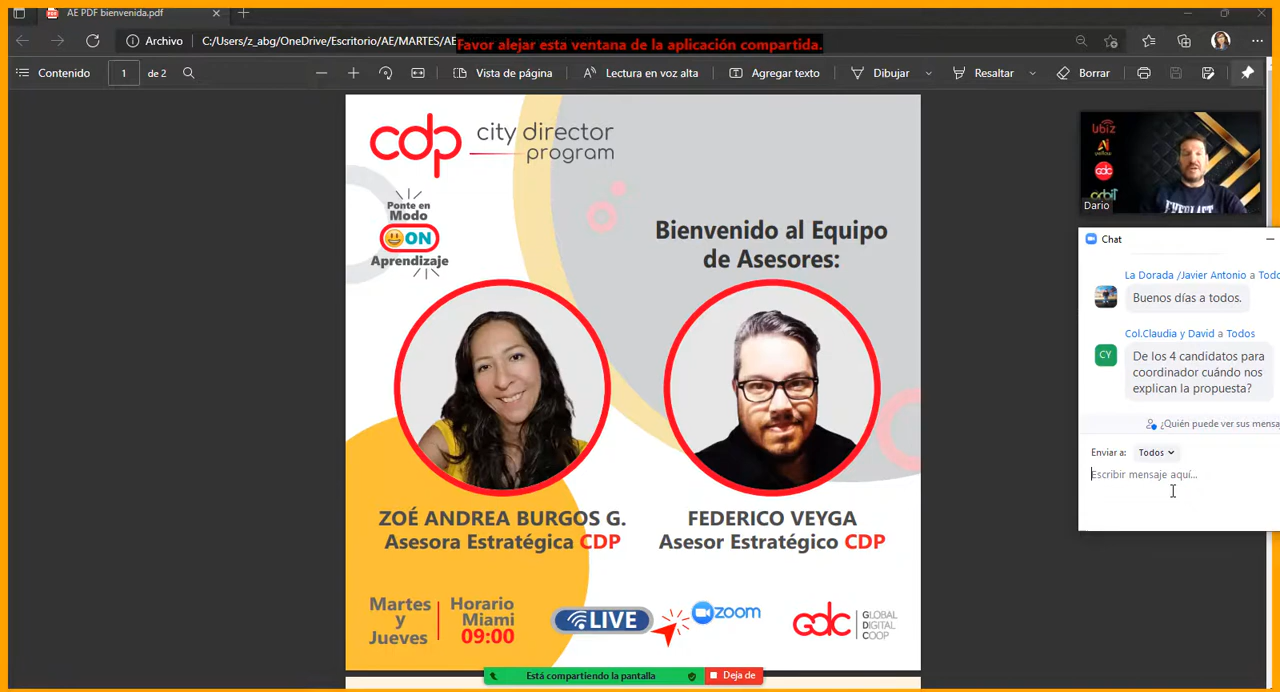 AE PDF bienvenida.pdf
Archivo
C:/Users/z_abg/OneDrive/Escritorio/AE/MARTES/AE
Favor alejar esta ventana de la aplicación compartida.
Contenido
1 de 2
Vista de página
Lectura en voz alta
Agregar texto
Dibujar
Resaltar
Borrar
cdp city director
program
Ponte en
Modo
ON
Aprendizaje
Bienvenido al Equipo
de Asesores:
ZOÉ ANDREA BURGOS G.
Asesora Estratégica CDP
FEDERICO VEYGA
Asesor Estratégico CDP
Martes
y
Jueves
Horario
Miami
09:00
LIVE
zoom
GDC
GLOBAL
DIGITAL
COOP
Está compartiendo la pantalla
Deja de
ubiz
cdc
orbit
EVERLAST
Dario
Chat
La Dorada /Javier Antonio a Todo
Buenos días a todos.
Col.Claudia y David a Todos
CY
De los 4 candidatos para
coordinador cuándo nos
explican la propuesta?
¿Quién puede ver sus mensa
Enviar a: Todos
Escribir mensaje aquí...